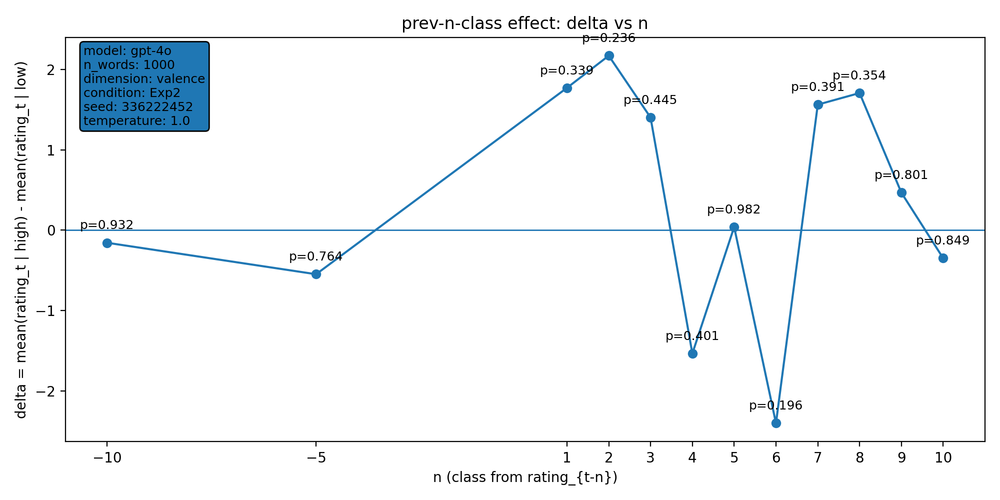 prev-n-class effect: delta vs n
model: gpt-4o
n_words: 1000
dimension: valence
condition: Exp2
seed: 336222452
temperature: 1.0
delta = mean(rating_t | high) - mean(rating_t | low)
2
1
0
−1
−2
p=0.932
p=0.764
p=0.339
p=0.236
p=0.445
p=0.401
p=0.982
p=0.196
p=0.391
p=0.354
p=0.801
p=0.849
−10 −5 1 2 3 4 5 6 7 8 9 10
n (class from rating_{t-n})